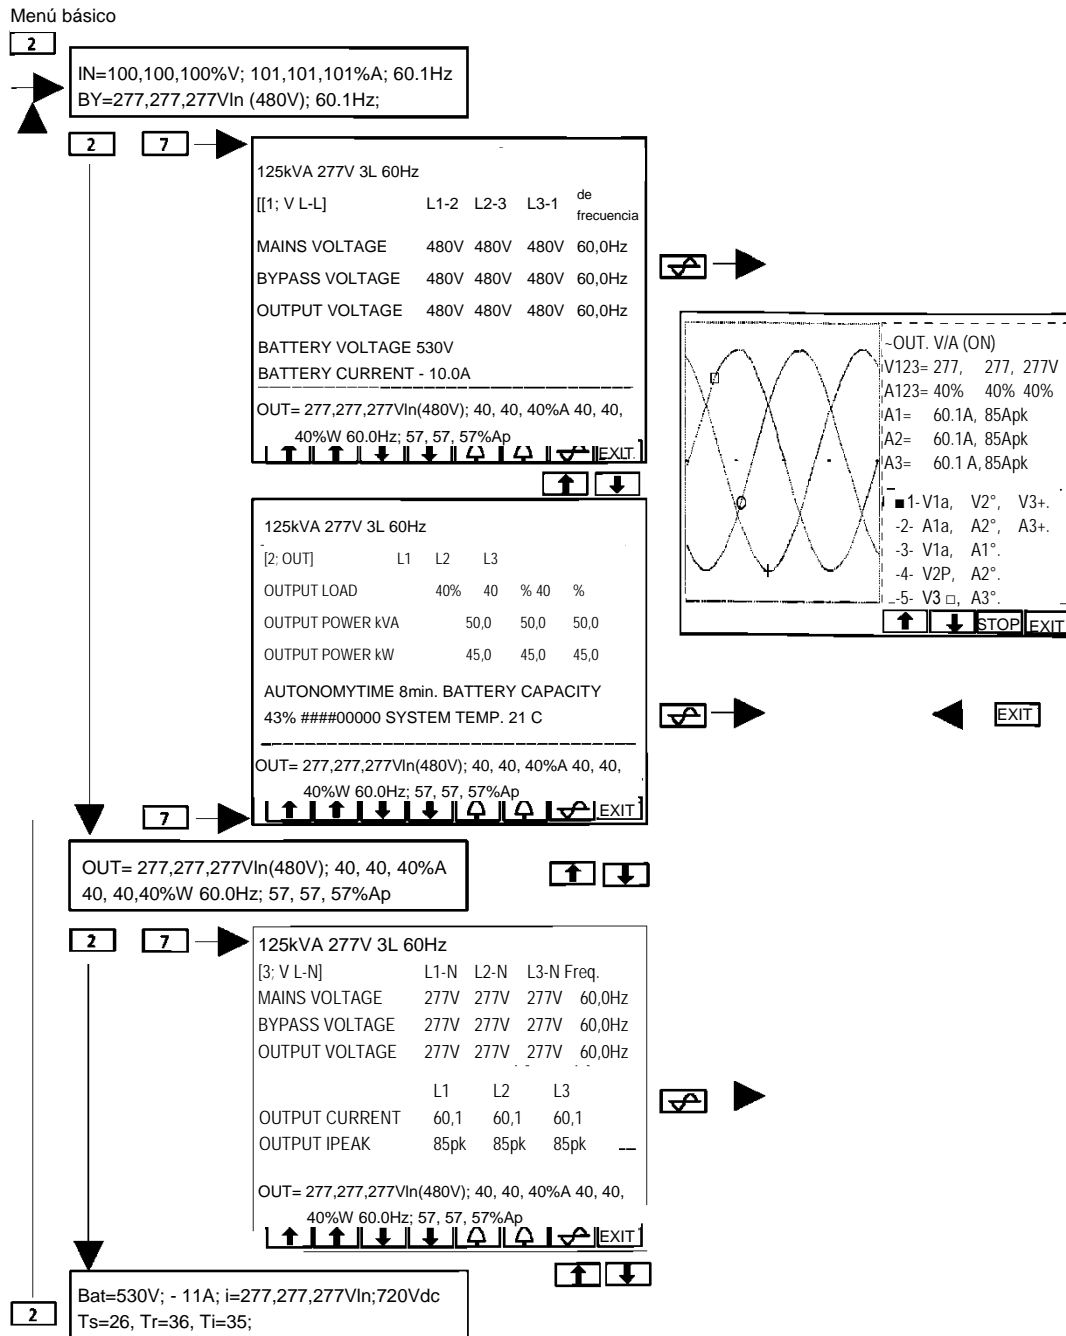 Menú básico
2
IN=100,100,100%V; 101,101,101%A; 60.1Hz
BY=277,277,277Vln (480V); 60.1Hz;
2 7
125kVA 277V 3L 60Hz
[[1; V L-L] L1-2 L2-3 L3-1 de frecuencia
MAINS VOLTAGE 480V 480V 480V 60,0Hz
BYPASS VOLTAGE 480V 480V 480V 60,0Hz
OUTPUT VOLTAGE 480V 480V 480V 60,0Hz
BATTERY VOLTAGE 530V
BATTERY CURRENT - 10.0A
OUT= 277,277,277Vln(480V); 40, 40, 40%A 40, 40,
40%W 60.0Hz; 57, 57, 57%Ap
EXIT.
~OUT. V/A (ON)
V123= 277, 277, 277V
A123= 40% 40% 40%
A1= 60.1A, 85Apk
A2= 60.1A, 85Apk
A3= 60.1 A, 85Apk
■1- V1a, V2°, V3+.
-2- A1a, A2°, A3+.
-3- V1a, A1°.
-4- V2P, A2°.
-5- V3 □, A3°.
STOP EXIT
125kVA 277V 3L 60Hz
[2; OUT] L1 L2 L3
OUTPUT LOAD 40% 40 % 40 %
OUTPUT POWER kVA 50,0 50,0 50,0
OUTPUT POWER kW 45,0 45,0 45,0
AUTONOMYTIME 8min. BATTERY CAPACITY
43% ####00000 SYSTEM TEMP. 21 C
OUT= 277,277,277Vln(480V); 40, 40, 40%A 40, 40,
40%W 60.0Hz; 57, 57, 57%Ap
EXIT
EXIT
7
OUT= 277,277,277Vln(480V); 40, 40, 40%A
40, 40,40%W 60.0Hz; 57, 57, 57%Ap
2 7
125kVA 277V 3L 60Hz
[3; V L-N] L1-N L2-N L3-N Freq.
MAINS VOLTAGE 277V 277V 277V 60,0Hz
BYPASS VOLTAGE 277V 277V 277V 60,0Hz
OUTPUT VOLTAGE 277V 277V 277V 60,0Hz
L1 L2 L3
OUTPUT CURRENT 60,1 60,1 60,1
OUTPUT IPEAK 85pk 85pk 85pk
OUT= 277,277,277Vln(480V); 40, 40, 40%A 40, 40,
40%W 60.0Hz; 57, 57, 57%Ap
EXIT
Bat=530V; - 11A; i=277,277,277Vln;720Vdc
Ts=26, Tr=36, Ti=35;
2